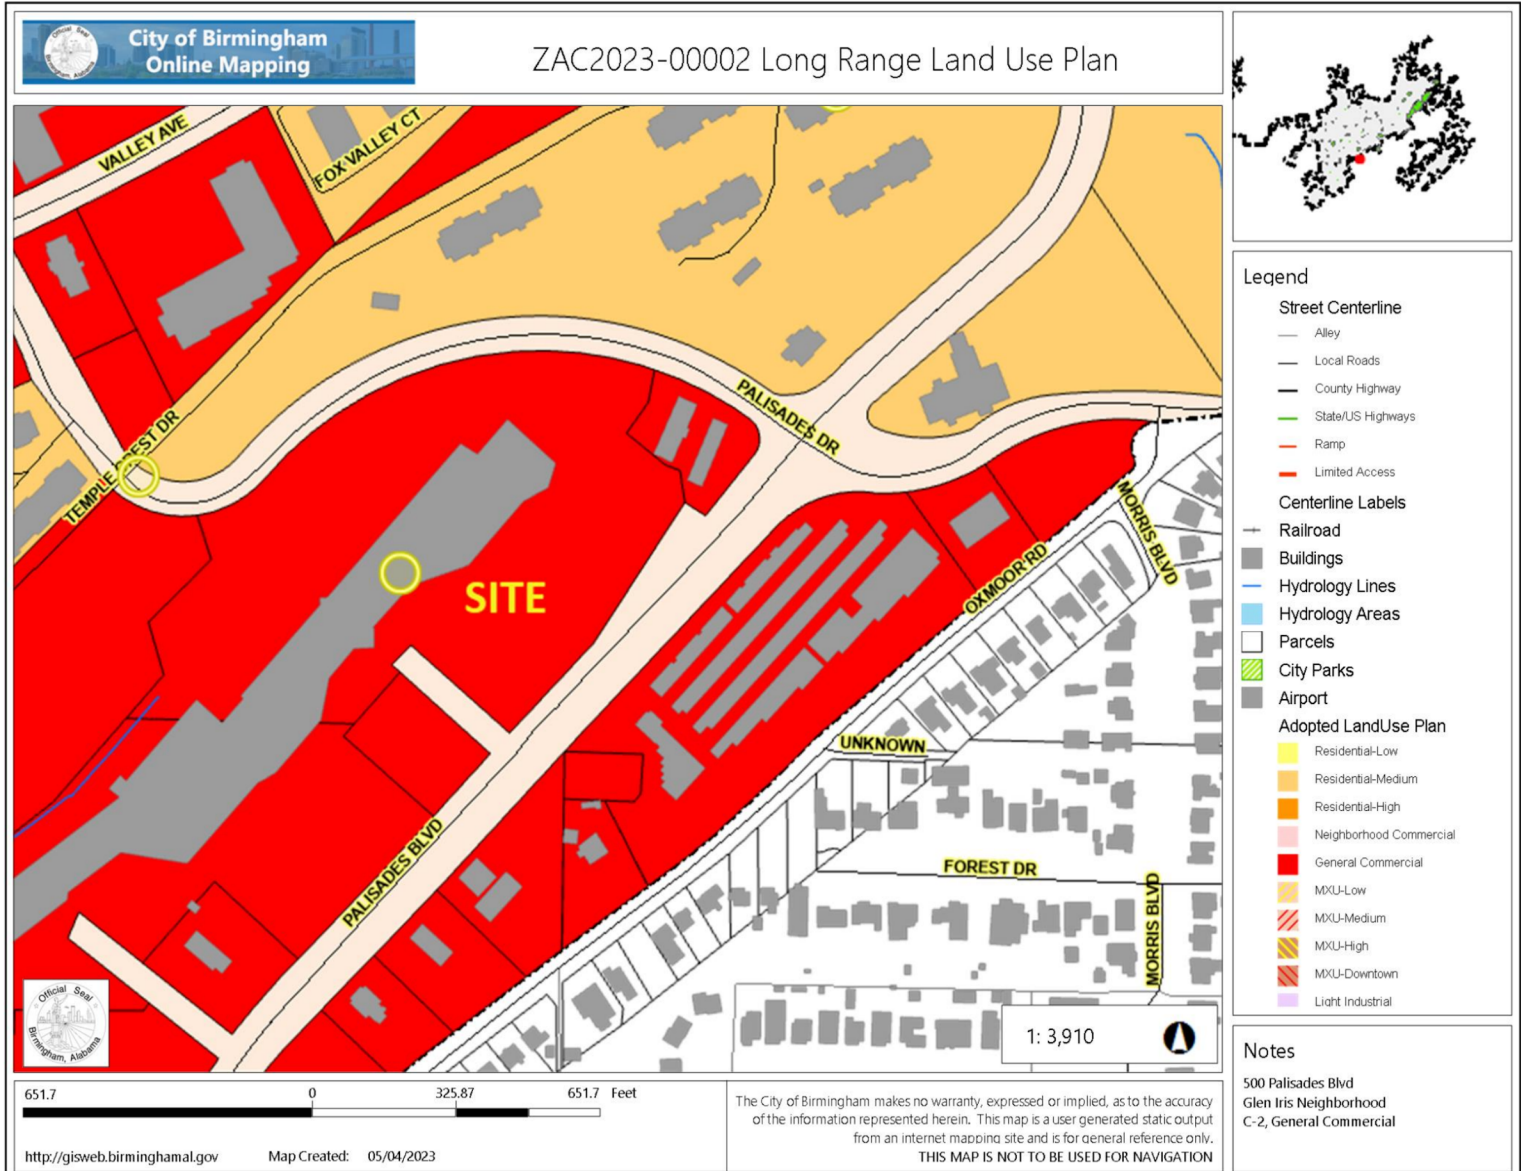 City of Birmingham
Online Mapping
ZAC2023-00002 Long Range Land Use Plan
VALLEY AVE
FOX VALLEY CT
PALISADES DR
TEMPLE CREST DR
SITE
MORRIS BLVD
OXMOOR RD
UNKNOWN
PALISADES BLVD
FOREST DR
MORRIS BLVD
Official Seal
Birmingham, Alabama
1: 3,910
Legend
Street Centerline
Alley
Local Roads
County Highway
State/US Highways
Ramp
Limited Access
Centerline Labels
Railroad
Buildings
Hydrology Lines
Hydrology Areas
Parcels
City Parks
Airport
Adopted LandUse Plan
Residential-Low
Residential-Medium
Residential-High
Neighborhood Commercial
General Commercial
MXU-Low
MXU-Medium
MXU-High
MXU-Downtown
Light Industrial
Notes
500 Palisades Blvd
Glen Iris Neighborhood
C-2, General Commercial
651.7 0 325.87 651.7 Feet
http://gisweb.birminghamal.gov Map Created: 05/04/2023
The City of Birmingham makes no warranty, expressed or implied, as to the accuracy
of the information represented herein. This map is a user generated static output
from an internet mapping site and is for general reference only.
THIS MAP IS NOT TO BE USED FOR NAVIGATION